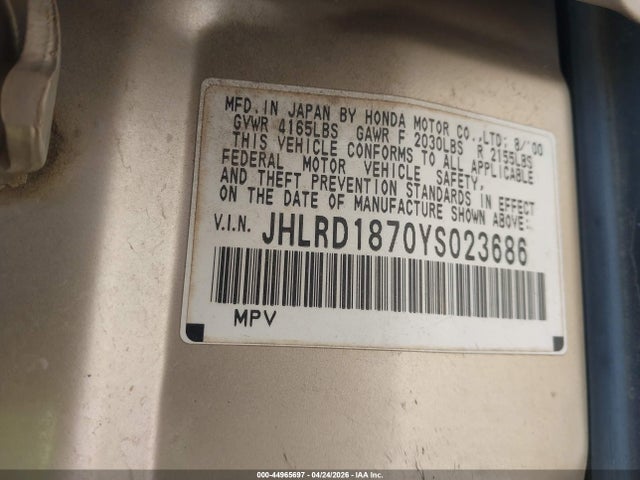 MFD. IN JAPAN BY HONDA MOTOR CO., LTD: 8/'00
GVWR 4165LBS GAWR F 2030LBS R 2155LBS
THIS VEHICLE CONFORMS TO ALL APPLICABLE
FEDERAL MOTOR VEHICLE SAFETY,
AND THEFT PREVENTION STANDARDS IN EFFECT
ON THE DATE OF MANUFACTURE SHOWN ABOVE.
V.I.N. JHLRD1870YS023686
MPV
000-44965697 - 04/24/2026 - IAA Inc.